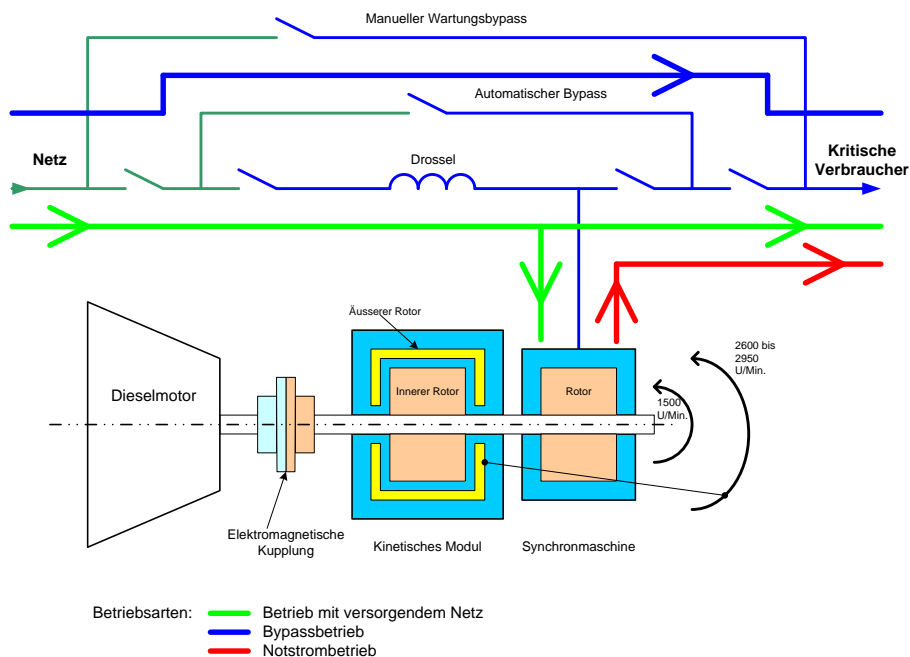 Manueller Wartungsbypass
Automatischer Bypass
Netz
Drossel
Kritische
Verbraucher
Äusserer Rotor
2600 bis
2950
U/Min.
Dieselmotor
Innerer Rotor
Rotor
1500
U/Min.
Elektromagnetische
Kupplung
Kinetisches Modul
Synchronmaschine
Betriebsarten:
Betrieb mit versorgendem Netz
Bypassbetrieb
Notstrombetrieb